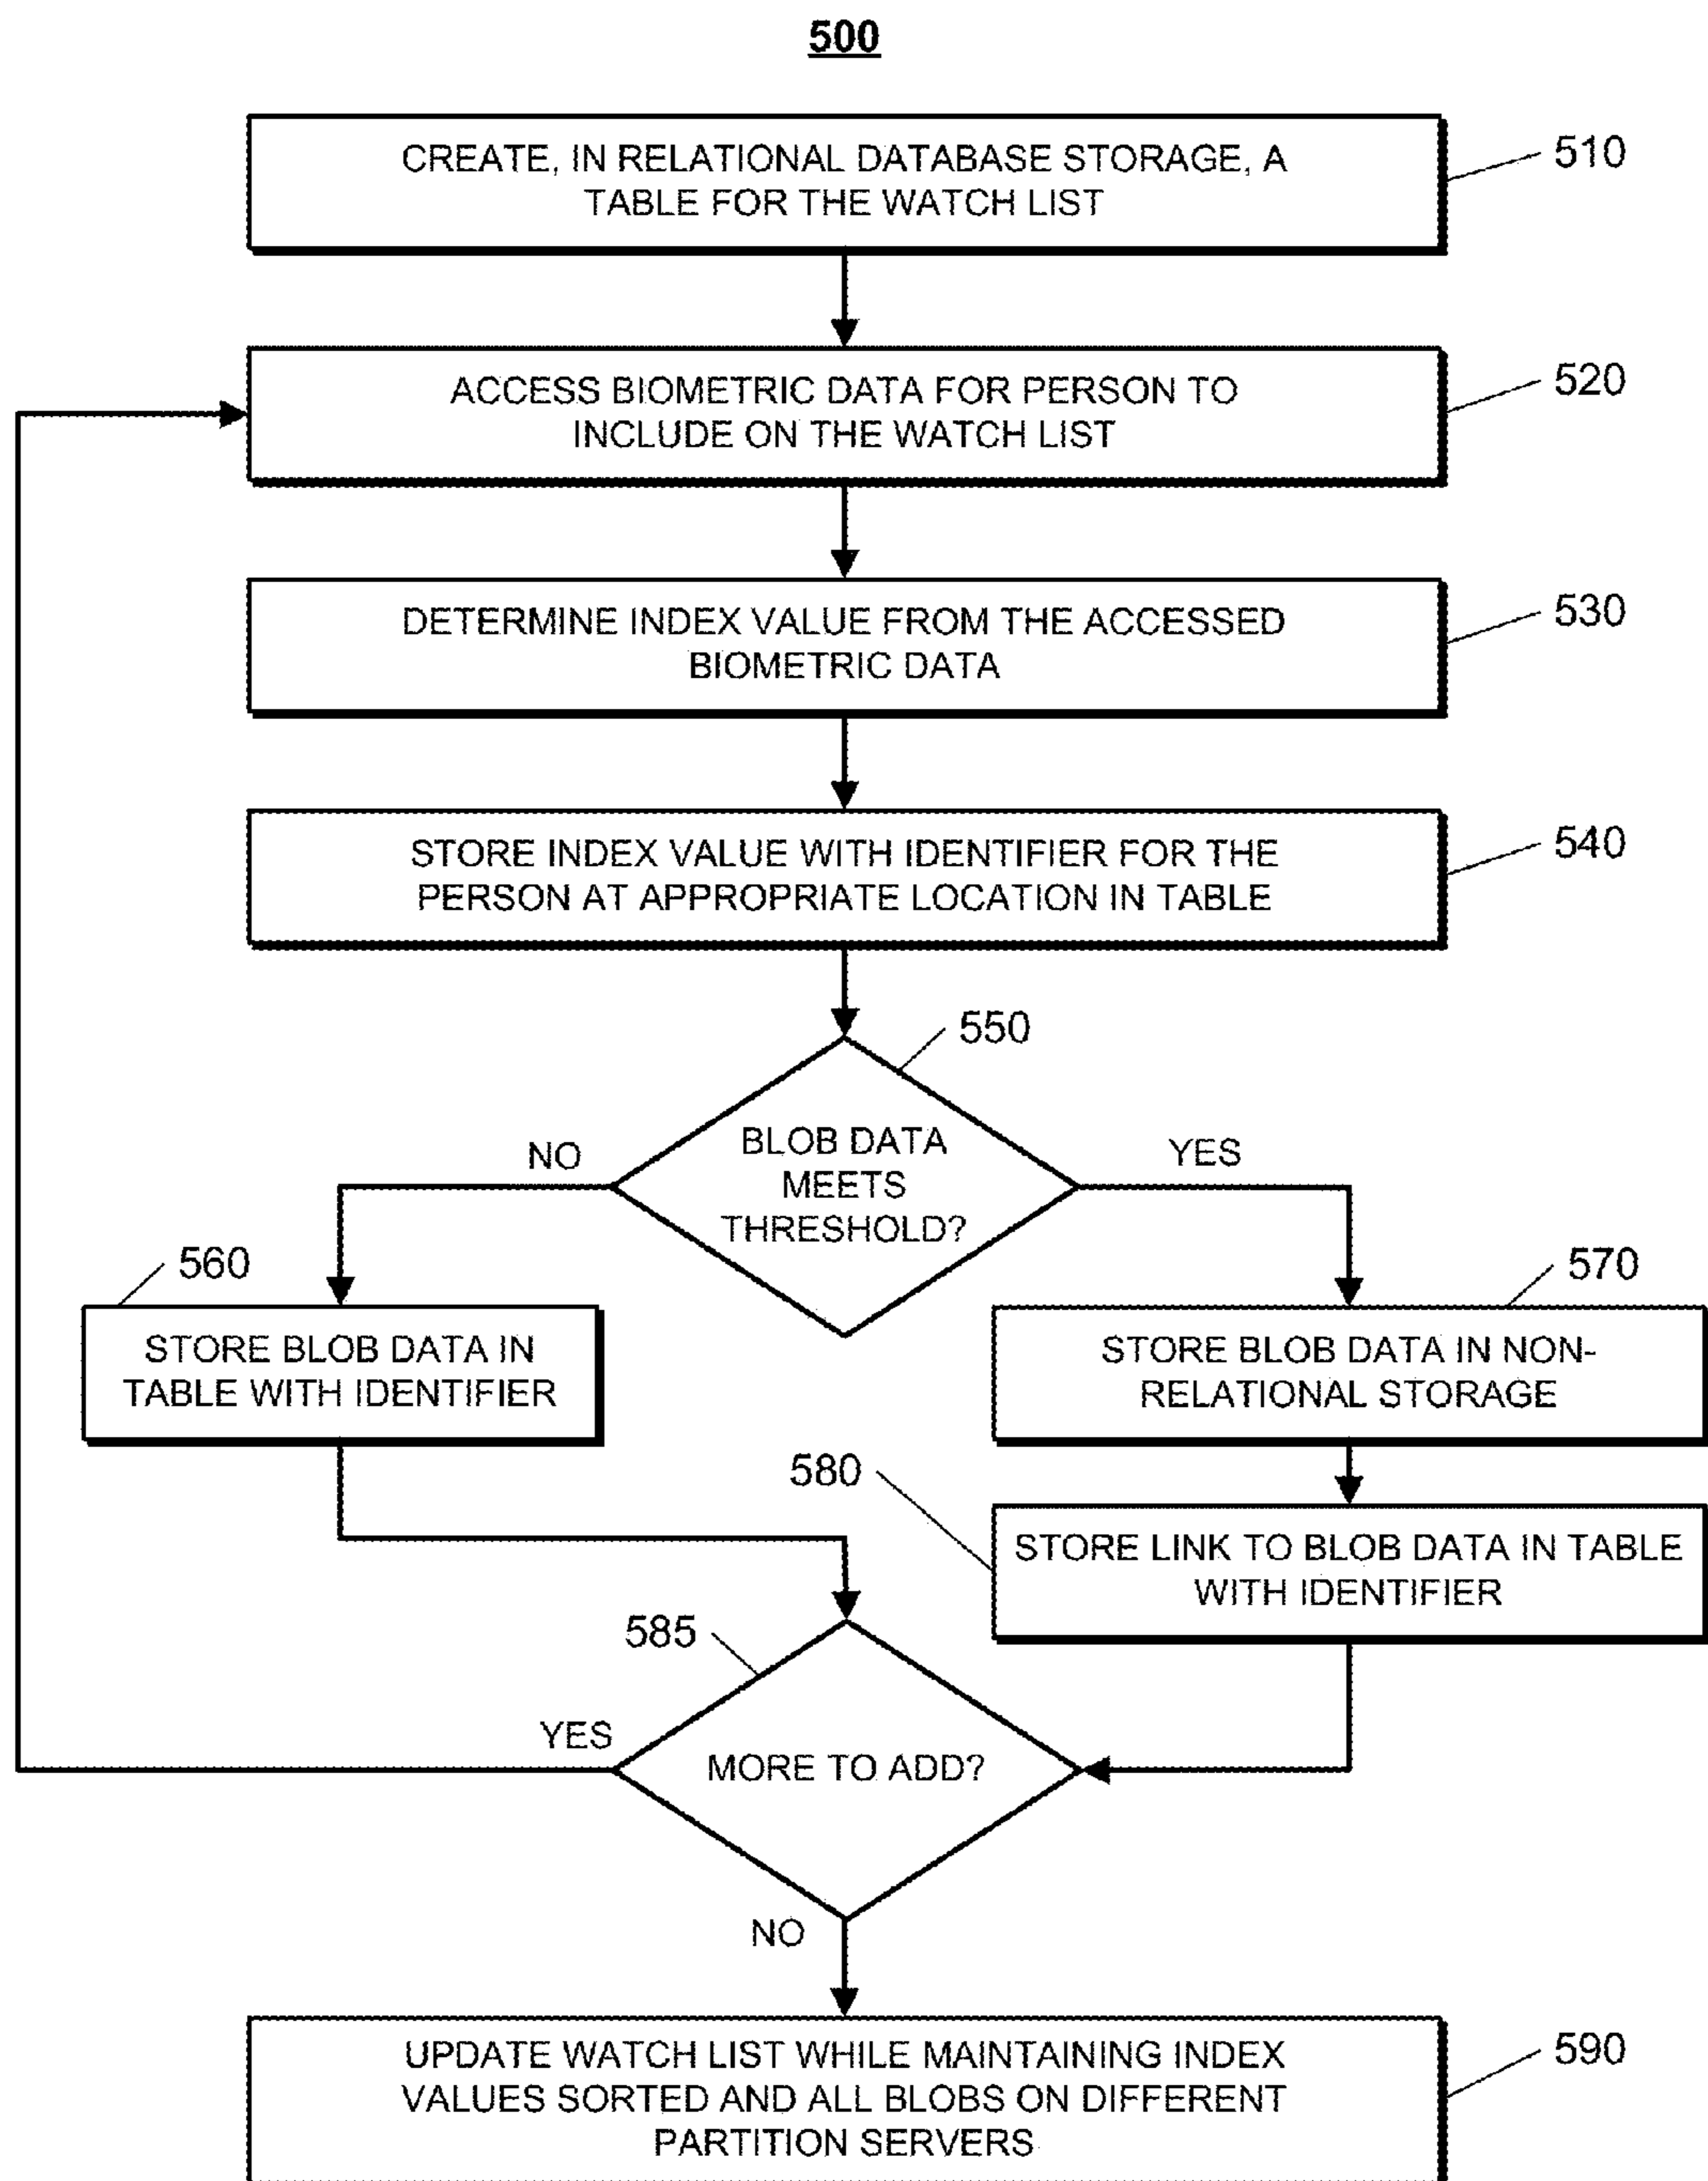 500
CREATE, IN RELATIONAL DATABASE STORAGE, A
TABLE FOR THE WATCH LIST
510
ACCESS BIOMETRIC DATA FOR PERSON TO
INCLUDE ON THE WATCH LIST
520
DETERMINE INDEX VALUE FROM THE ACCESSED
BIOMETRIC DATA
530
STORE INDEX VALUE WITH IDENTIFIER FOR THE
PERSON AT APPROPRIATE LOCATION IN TABLE
540
550
BLOB DATA
MEETS
THRESHOLD?
NO
YES
560
STORE BLOB DATA IN
TABLE WITH IDENTIFIER
570
STORE BLOB DATA IN NON-
RELATIONAL STORAGE
580
STORE LINK TO BLOB DATA IN TABLE
WITH IDENTIFIER
585
MORE TO ADD?
YES
NO
UPDATE WATCH LIST WHILE MAINTAINING INDEX
VALUES SORTED AND ALL BLOBS ON DIFFERENT
PARTITION SERVERS
590